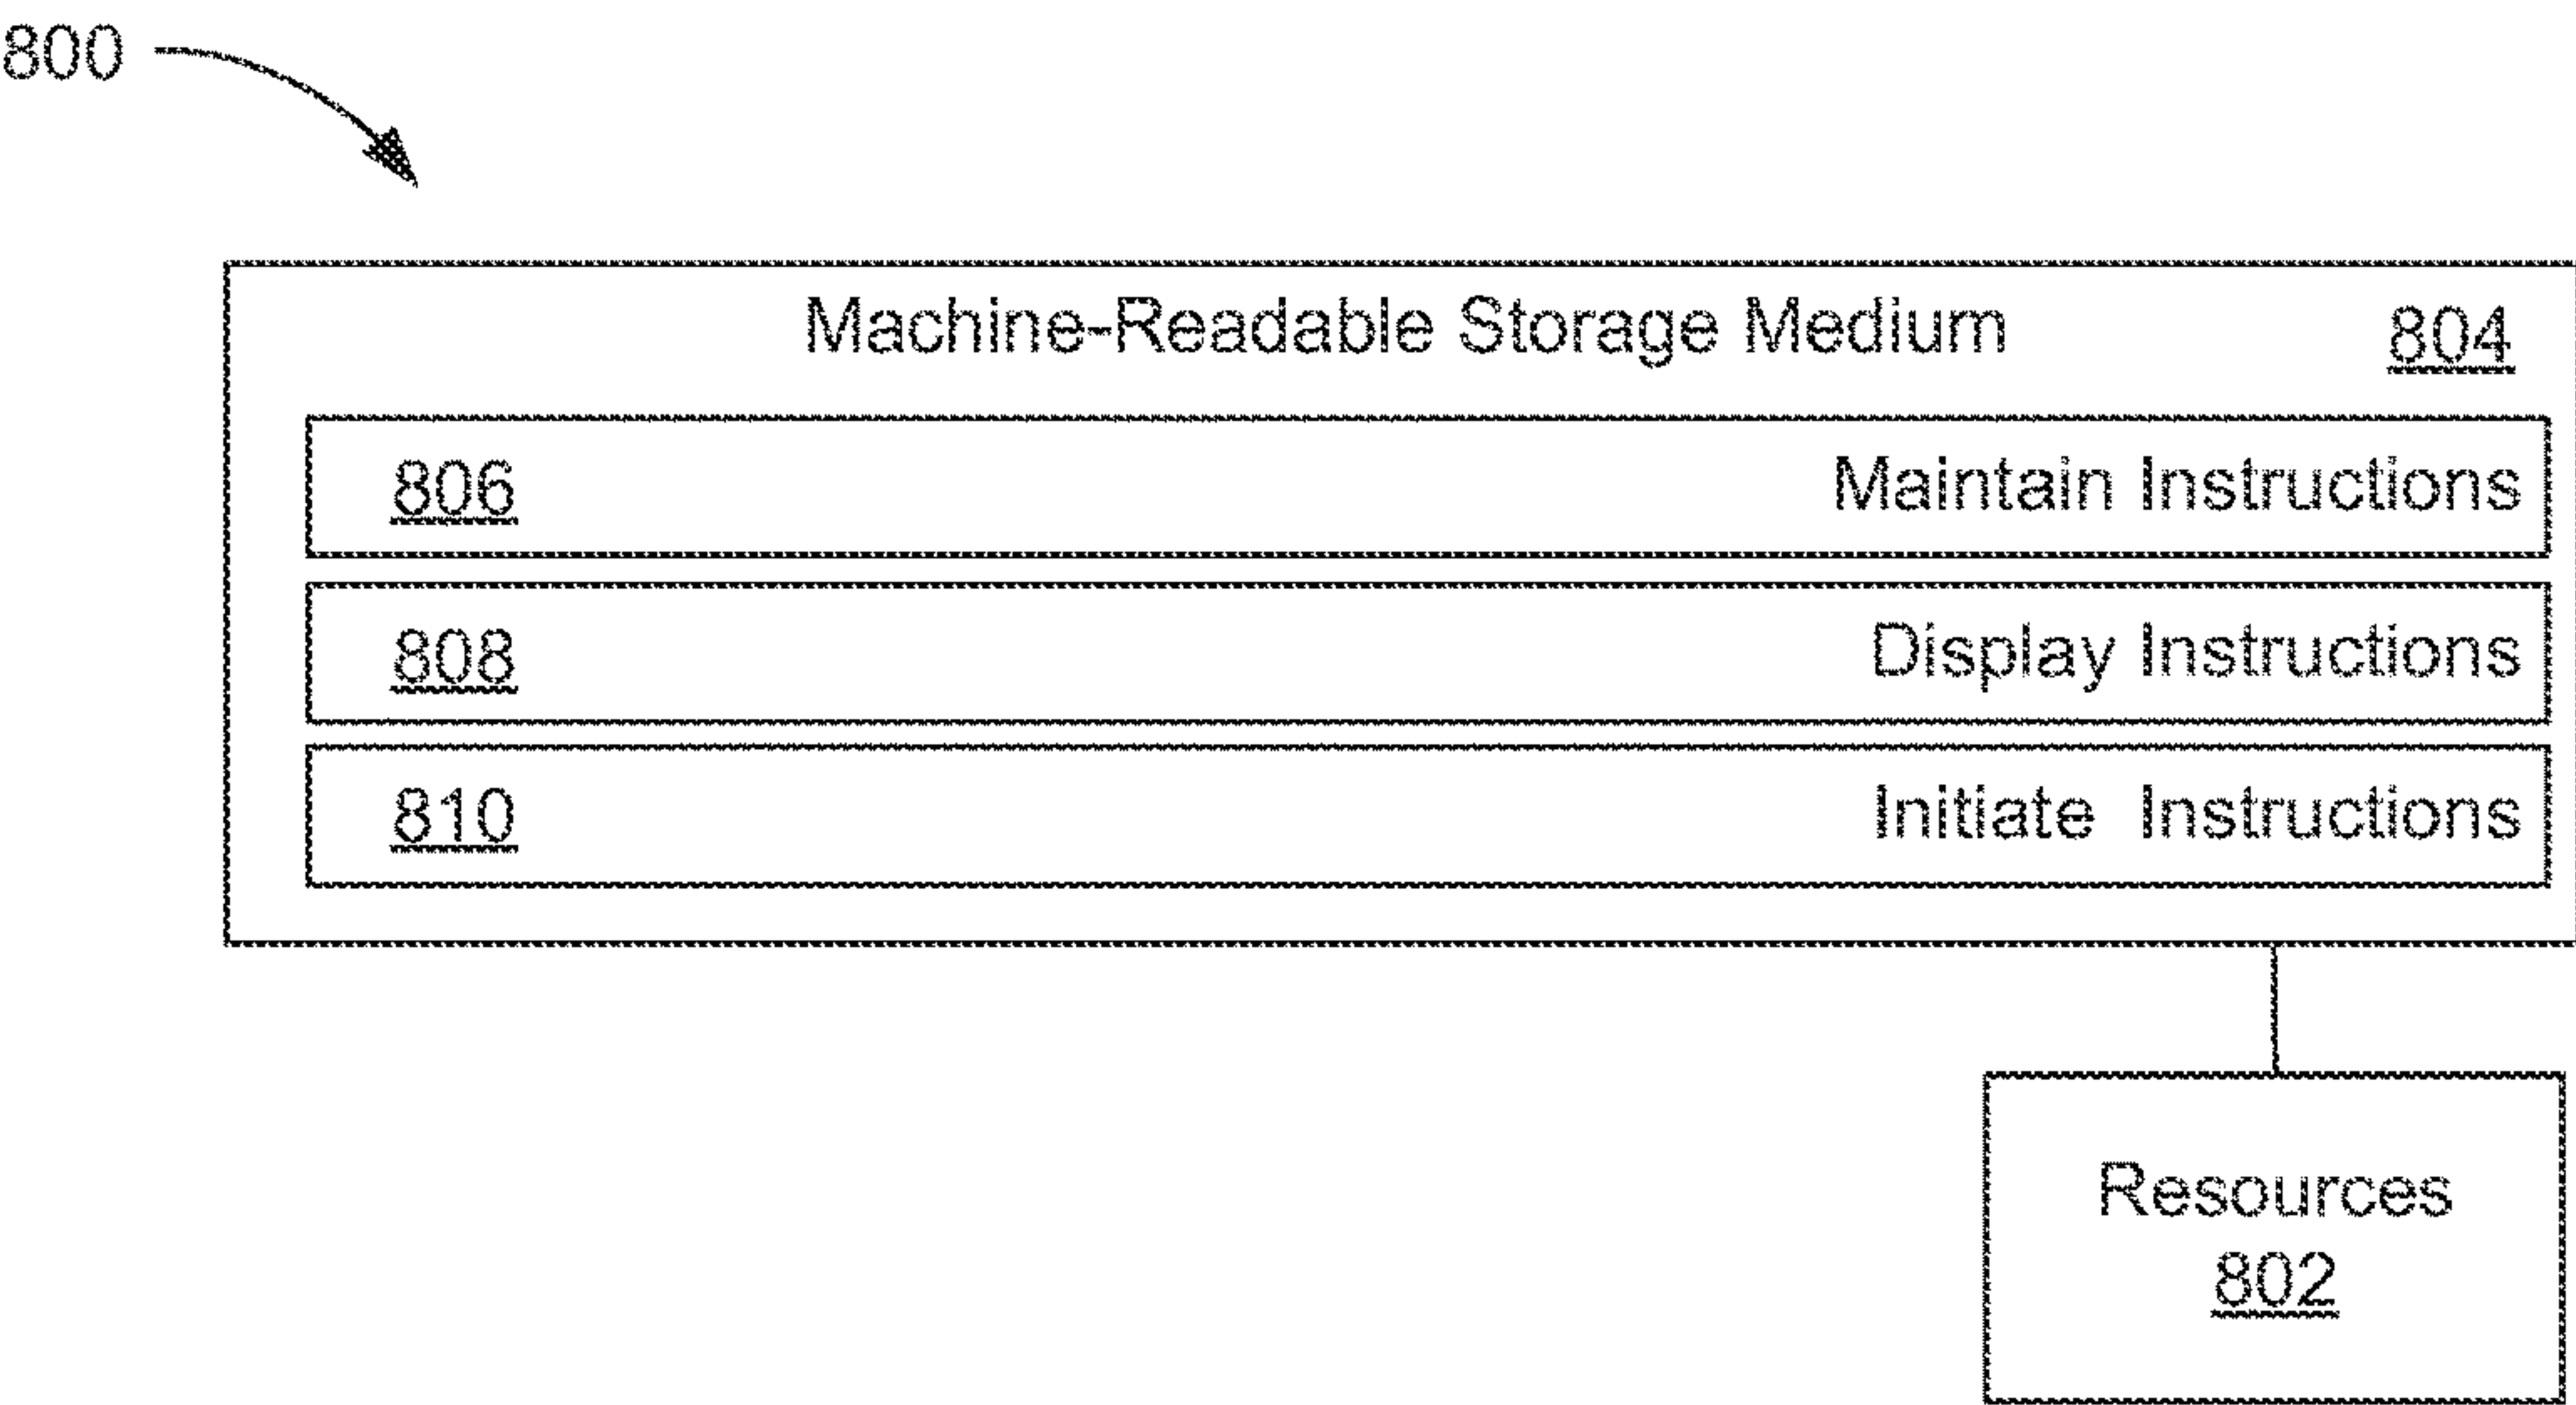 800
Machine-Readable Storage Medium 804
806 Maintain Instructions
808 Display Instructions
810 Initiate Instructions
Resources
802